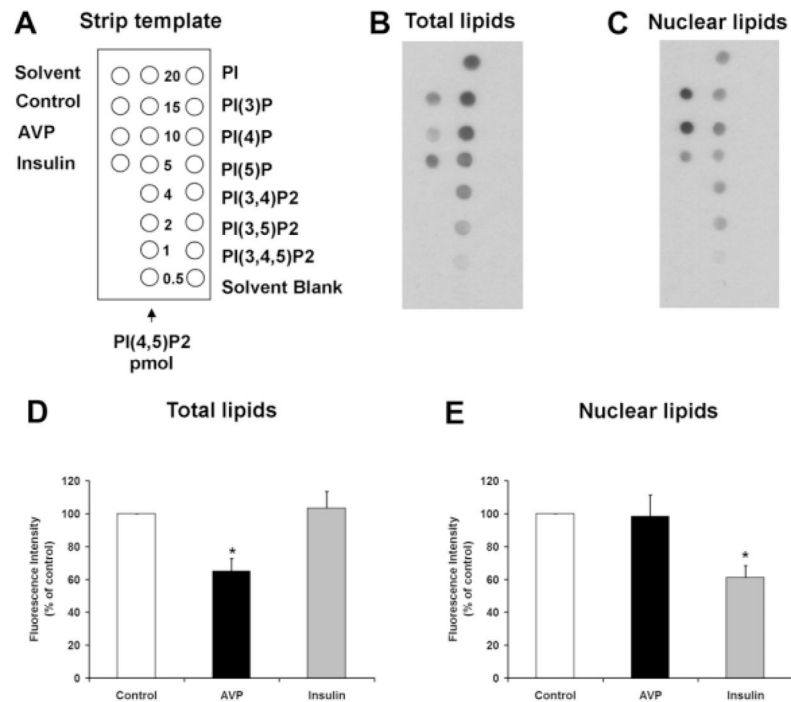 A Strip template
Solvent
Control
AVP
Insulin
20
15
10
5
4
2
1
0.5
PI
PI(3)P
PI(4)P
PI(5)P
PI(3,4)P2
PI(3,5)P2
PI(3,4,5)P2
Solvent Blank
PI(4,5)P2
pmol
B Total lipids
C Nuclear lipids
D Total lipids
Fluorescence Intensity
(% of control)
120
100
80
60
40
20
0
*
Control AVP Insulin
E Nuclear lipids
Fluorescence Intensity
(% of control)
120
100
80
60
40
20
0
*
Control AVP Insulin